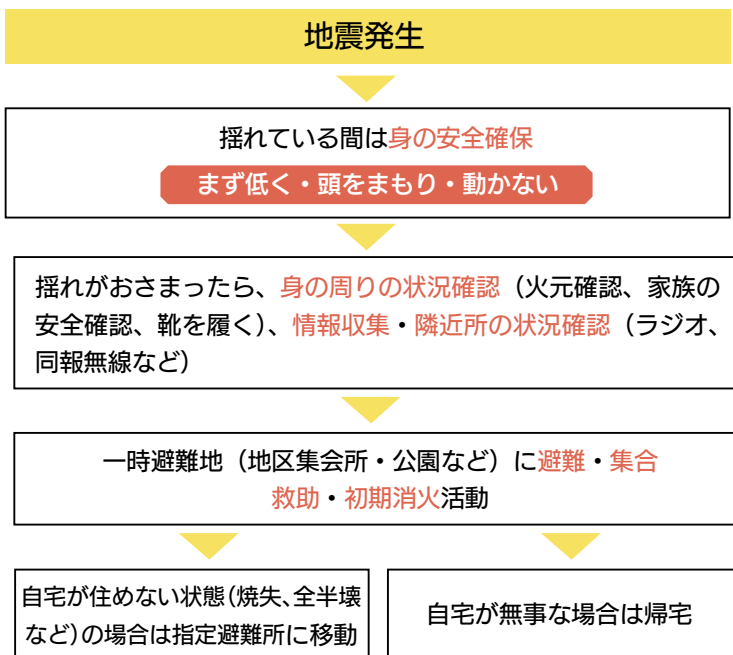 地震発生
揺れている間は身の安全確保
まず低く・頭をまもり・動かない
揺れがおさまったら、身の周りの状況確認（火元確認、家族の
安全確認、靴を履く）、情報収集・隣近所の状況確認（ラジオ、
同報無線など）
一時避難地（地区集会所・公園など）に避難・集合
救助・初期消火活動
自宅が住めない状態（焼失、全半壊
など）の場合は指定避難所に移動
自宅が無事な場合は帰宅